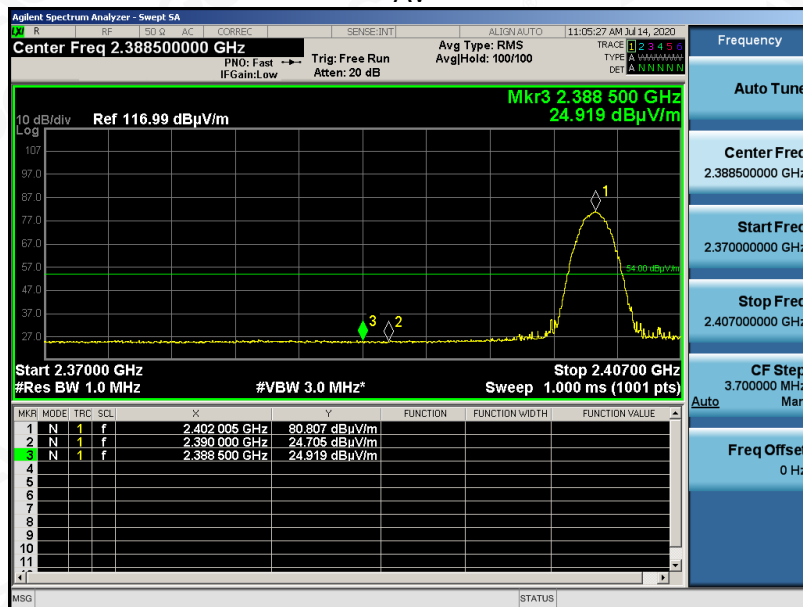 Agilent Spectrum Analyzer - Swept SA
R RF 50 Ω AC CORREC SENSE:INT ALIGN AUTO 11:05:27 AM Jul 14, 2020
Center Freq 2.388500000 GHz
PNO: Fast
IFGain:Low
Trig: Free Run
Atten: 20 dB
Avg Type: RMS
Avg|Hold: 100/100
TRACE 1 2 3 4 5 6
TYPE A WWWWW
DET A N N N N N
Mkr3 2.388 500 GHz
24.919 dBµV/m
10 dB/div Ref 116.99 dBµV/m
Log
107
97.0
87.0
77.0
67.0
57.0
47.0
37.0
27.0
1
54.00 dBµV/m
3
2
Start 2.37000 GHz Stop 2.40700 GHz
#Res BW 1.0 MHz #VBW 3.0 MHz* Sweep 1.000 ms (1001 pts)
MKR MODE TRC SCL X Y FUNCTION FUNCTION WIDTH FUNCTION VALUE
1 N 1 f 2.402 005 GHz 80.807 dBµV/m
2 N 1 f 2.390 000 GHz 24.705 dBµV/m
3 N 1 f 2.388 500 GHz 24.919 dBµV/m
4
5
6
7
8
9
10
11
MSG STATUS
Frequency
Auto Tune
Center Freq
2.388500000 GHz
Start Freq
2.370000000 GHz
Stop Freq
2.407000000 GHz
CF Step
3.700000 MHz
Auto Man
Freq Offset
0 Hz